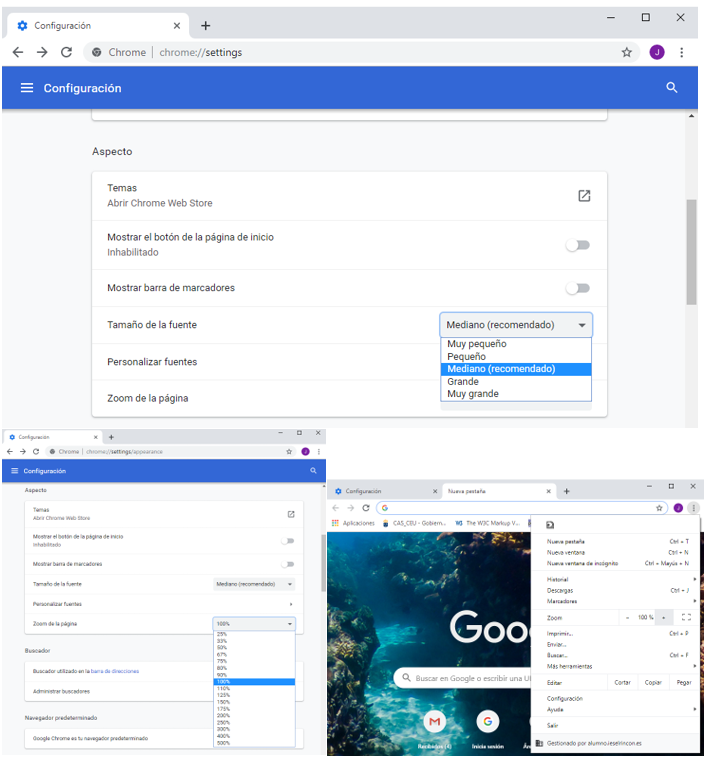 Configuración
Chrome | chrome://settings
J
Configuración
Aspecto
Temas
Abrir Chrome Web Store
Mostrar el botón de la página de inicio
Inhabilitado
Mostrar barra de marcadores
Tamaño de la fuente
Mediano (recomendado)
Muy pequeño
Pequeño
Mediano (recomendado)
Grande
Muy grande
Personalizar fuentes
Zoom de la página
Configuración
Chrome | chrome://settings/appearance
J
Configuración
Aspecto
Temas
Abrir Chrome Web Store
Mostrar el botón de la página de inicio
Inhabilitado
Mostrar barra de marcadores
Tamaño de la fuente
Mediano (recomendado)
Personalizar fuentes
Zoom de la página
100%
25%
33%
50%
67%
75%
80%
90%
100%
110%
125%
150%
175%
200%
250%
300%
400%
500%
Buscador
Buscador utilizado en la barra de direcciones
Administrar buscadores
Navegador predeterminado
Google Chrome es tu navegador predeterminado
Configuración
Nueva pestaña
G
J
Aplicaciones
CAS_CEU - Gobiern...
The W3C Markup V...
Goo
Buscar en Google o escribir una U
Recibidos (4)
Inicie sesión
Nueva pestaña Ctrl + T
Nueva ventana Ctrl + N
Nueva ventana de incógnito Ctrl + Mayús + N
Historial
Descargas Ctrl + J
Marcadores
Zoom - 100 % +
Imprimir... Ctrl + P
Enviar...
Buscar... Ctrl + F
Más herramientas
Editar Cortar Copiar Pegar
Configuración
Ayuda
Salir
Gestionado por alumno.ieselrincon.es